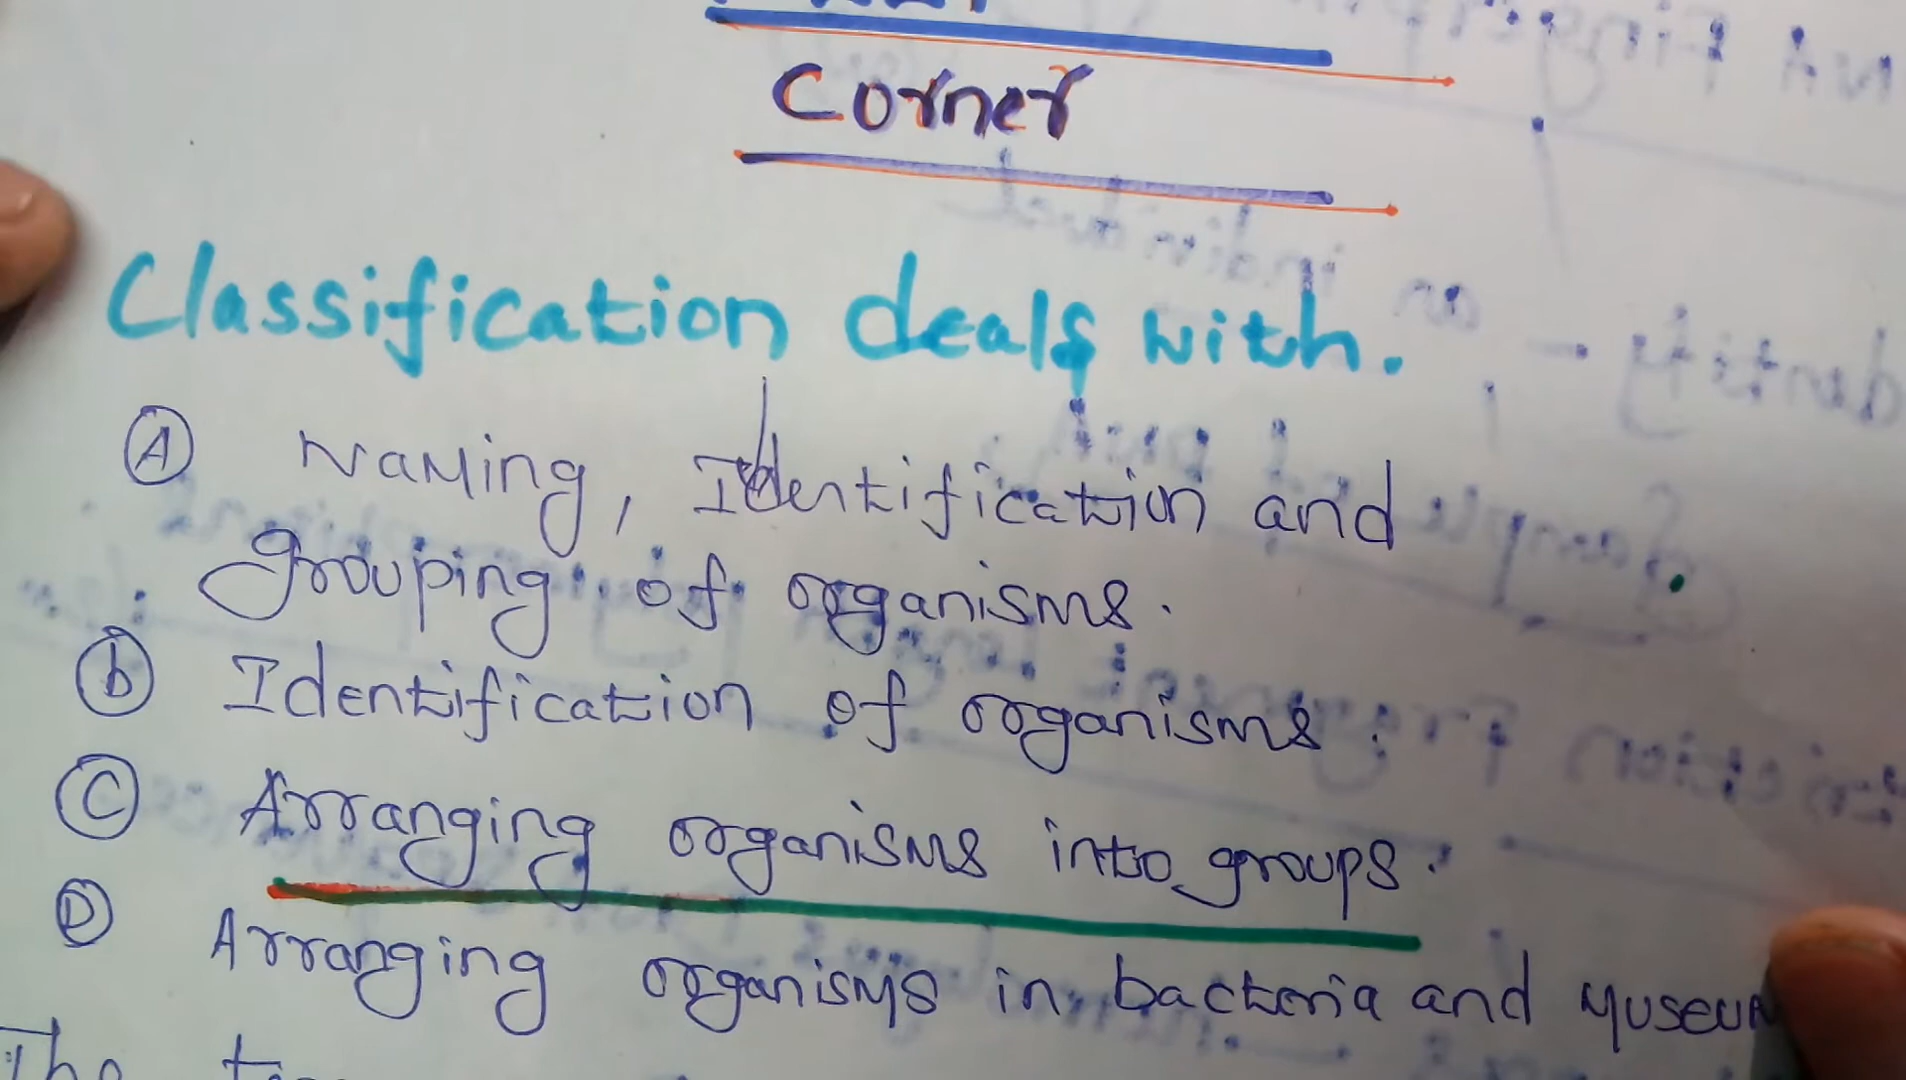 Corner
Classification deals with.
A Naming, Identification and
grouping of organisms.
b Identification of organisms.
C Arranging organisms into groups.
D Arranging organisms in bacteria and
The